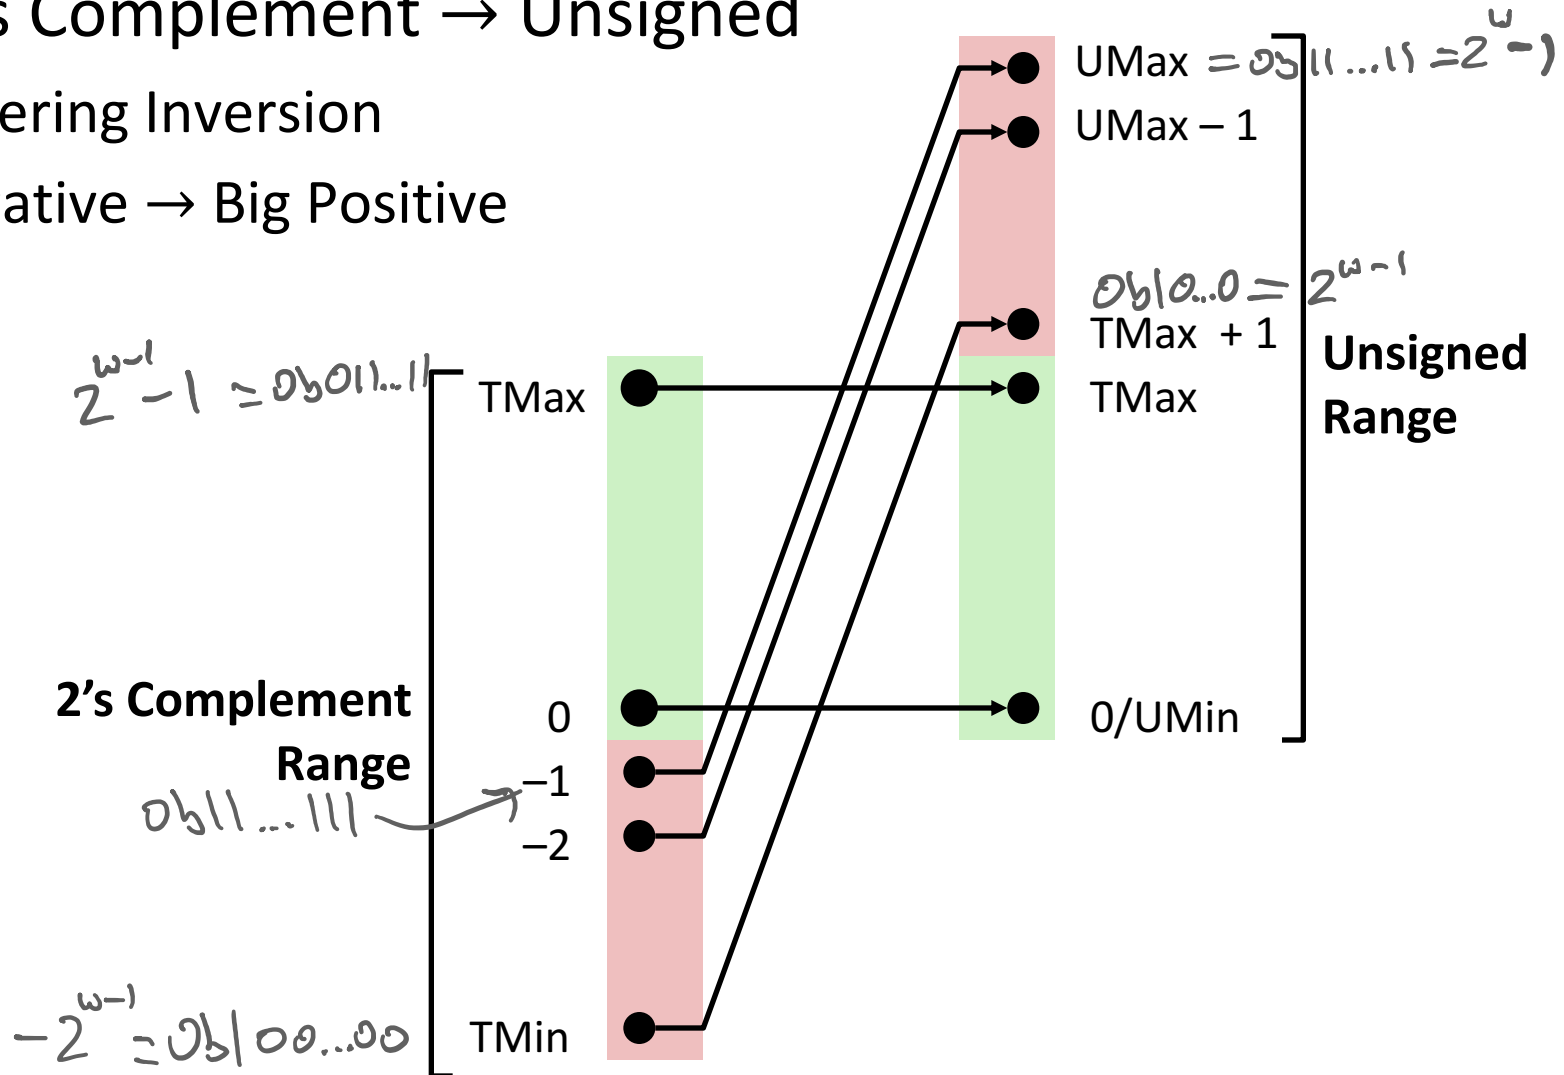 s Complement → Unsigned
ering Inversion
ative → Big Positive
UMax = 0b11...11 = 2^w-1
UMax – 1
0b10...0 = 2^w-1
TMax + 1
Unsigned
Range
TMax
2^w-1 - 1 = 0b011...11
TMax
2's Complement
Range
0
0/UMin
–1
0b11...111
–2
-2^w-1 = 0b100...00
TMin